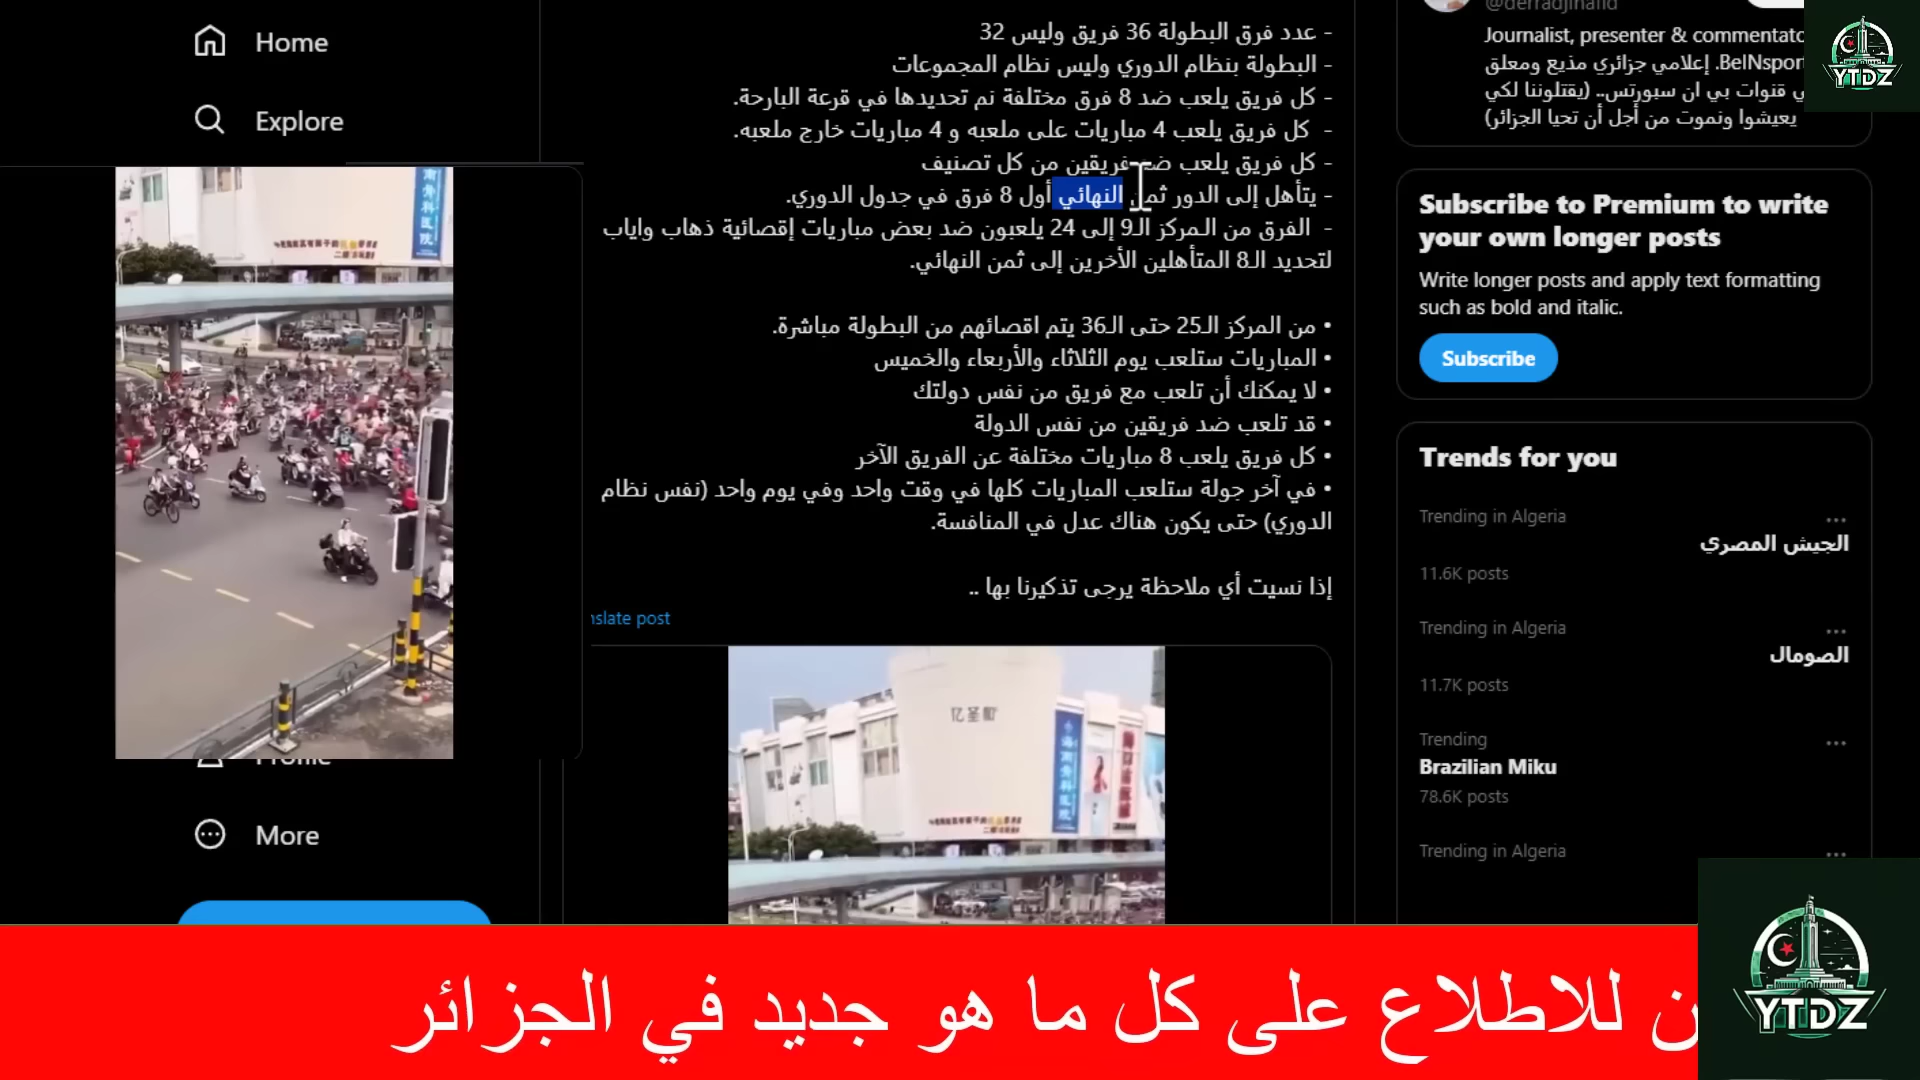 Home
Explore
More
- عدد فرق البطولة 36 فريق وليس 32
- البطولة بنظام الدوري وليس نظام المجموعات
- كل فريق يلعب ضد 8 فرق مختلفة نم تحديدها في قرعة البارحة.
- كل فريق يلعب 4 مباريات على ملعبه و 4 مباريات خارج ملعبه.
- كل فريق يلعب ضد فريقين من كل تصنيف
- يتأهل إلى الدور ثمن النهائي أول 8 فرق في جدول الدوري.
- الفرق من المركز الـ9 إلى 24 يلعبون ضد بعض مباريات إقصائية ذهاب واياب
لتحديد الـ8 المتأهلين الأخرين إلى ثمن النهائي.
• من المركز الـ25 حتى الـ36 يتم اقصائهم من البطولة مباشرة.
• المباريات ستلعب يوم الثلاثاء والأربعاء والخميس
• لا يمكنك أن تلعب مع فريق من نفس دولتك
• قد تلعب ضد فريقين من نفس الدولة
• كل فريق يلعب 8 مباريات مختلفة عن الفريق الآخر
• في آخر جولة ستلعب المباريات كلها في وقت واحد وفي يوم واحد (نفس نظام
الدوري) حتى يكون هناك عدل في المنافسة.
إذا نسيت أي ملاحظة يرجى تذكيرنا بها ..
nslate post
@derradjihafid
Journalist, presenter & commentato
BeINsport. إعلامي جزائري مذيع ومعلق
ي قنوات بي ان سبورتس.. (يقتلوننا لكي
يعيشوا ونموت من أجل أن تحيا الجزائر)
YTDZ
Subscribe to Premium to write
your own longer posts
Write longer posts and apply text formatting
such as bold and italic.
Subscribe
Trends for you
Trending in Algeria
الجيش المصري
11.6K posts
Trending in Algeria
الصومال
11.7K posts
Trending
Brazilian Miku
78.6K posts
Trending in Algeria
ن للاطلاع على كل ما هو جديد في الجزائر
YTDZ